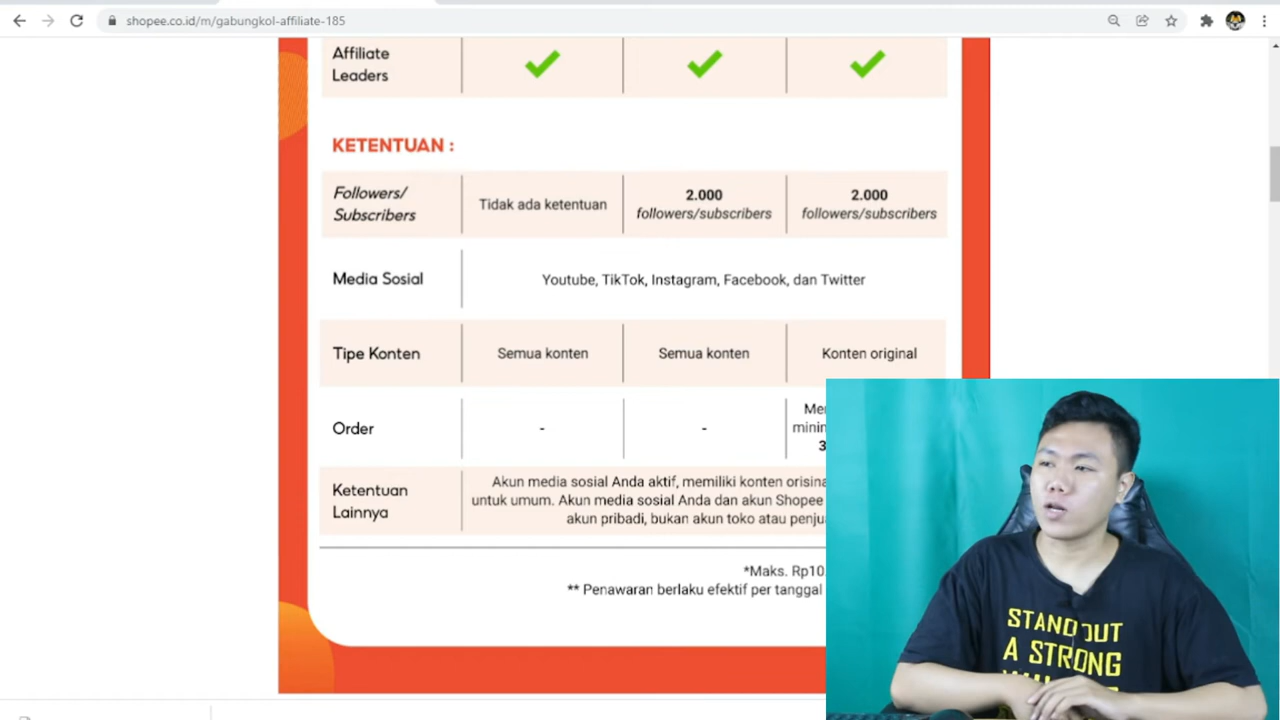 shopee.co.id/m/gabungkol-affiliate-185
Affiliate
Leaders
KETENTUAN :
Followers/
Subscribers
Tidak ada ketentuan
2.000
followers/subscribers
2.000
followers/subscribers
Media Sosial
Youtube, TikTok, Instagram, Facebook, dan Twitter
Tipe Konten
Semua konten
Semua konten
Konten original
Order
-
-
3
Ketentuan
Lainnya
Akun media sosial Anda aktif, memiliki konten
untuk umum. Akun media sosial Anda dan akun Shopee
akun pribadi, bukan akun toko atau
*Maks. Rp10.
** Penawaran berlaku efektif per tanggal
STAND OUT
A STRONG